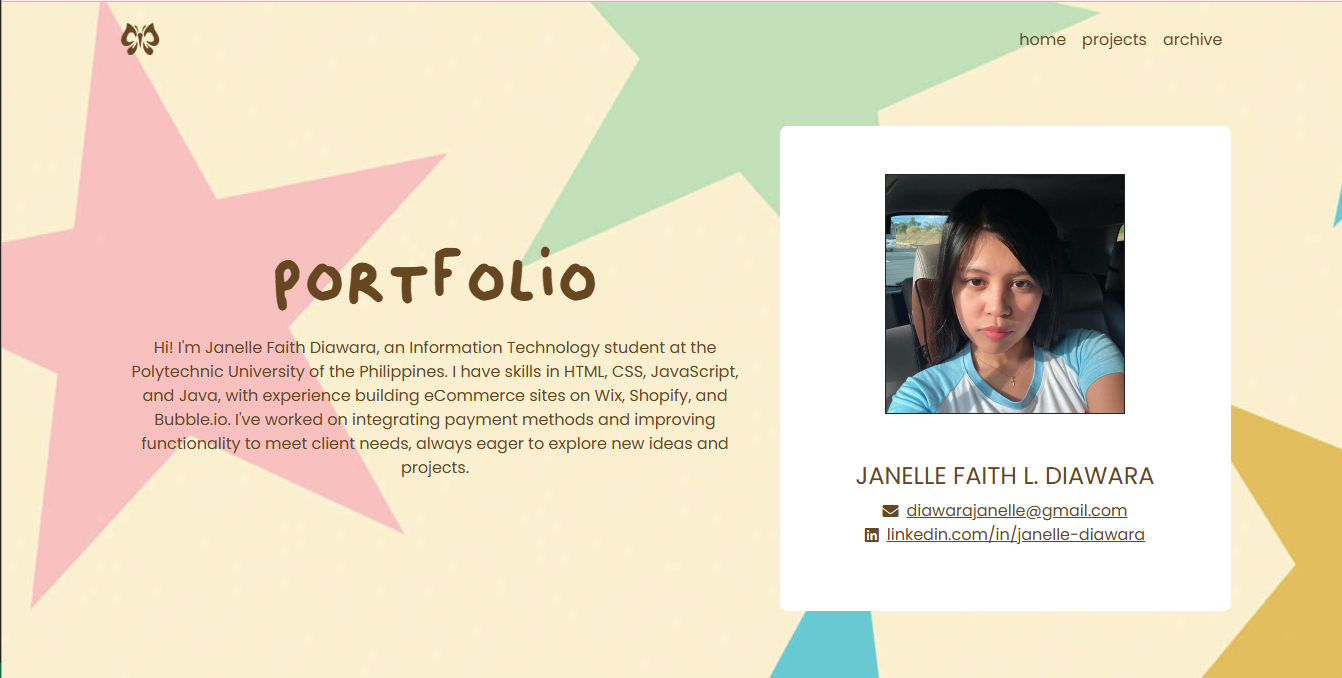 home projects archive
PORTFOLiO
Hi! I'm Janelle Faith Diawara, an Information Technology student at the
Polytechnic University of the Philippines. I have skills in HTML, CSS, JavaScript,
and Java, with experience building eCommerce sites on Wix, Shopify, and
Bubble.io. I've worked on integrating payment methods and improving
functionality to meet client needs, always eager to explore new ideas and
projects.
JANELLE FAITH L. DIAWARA
diawarajanelle@gmail.com
linkedin.com/in/janelle-diawara